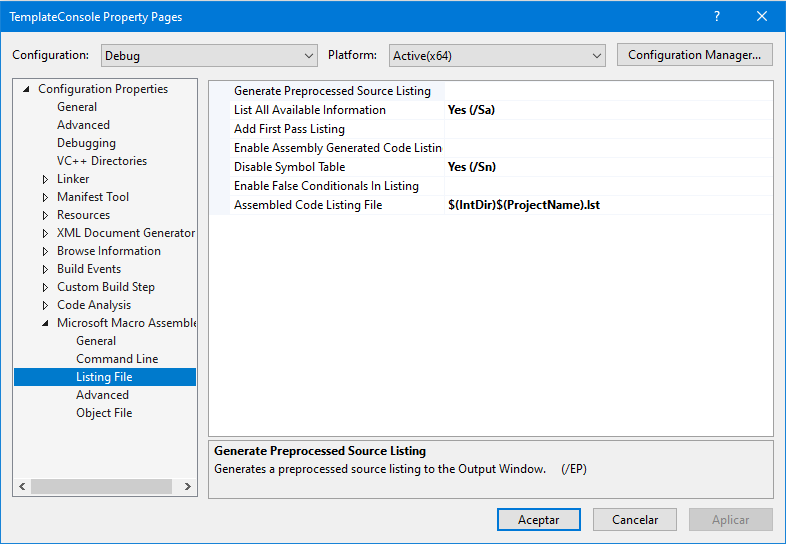 TemplateConsole Property Pages
?
Configuration: Debug Platform: Active(x64) Configuration Manager...
Configuration Properties
General
Advanced
Debugging
VC++ Directories
Linker
Manifest Tool
Resources
XML Document Generator
Browse Information
Build Events
Custom Build Step
Code Analysis
Microsoft Macro Assemble
General
Command Line
Listing File
Advanced
Object File
Generate Preprocessed Source Listing
List All Available Information Yes (/Sa)
Add First Pass Listing
Enable Assembly Generated Code Listin
Disable Symbol Table Yes (/Sn)
Enable False Conditionals In Listing
Assembled Code Listing File $(IntDir)$(ProjectName).lst
Generate Preprocessed Source Listing
Generates a preprocessed source listing to the Output Window. (/EP)
Aceptar Cancelar Aplicar